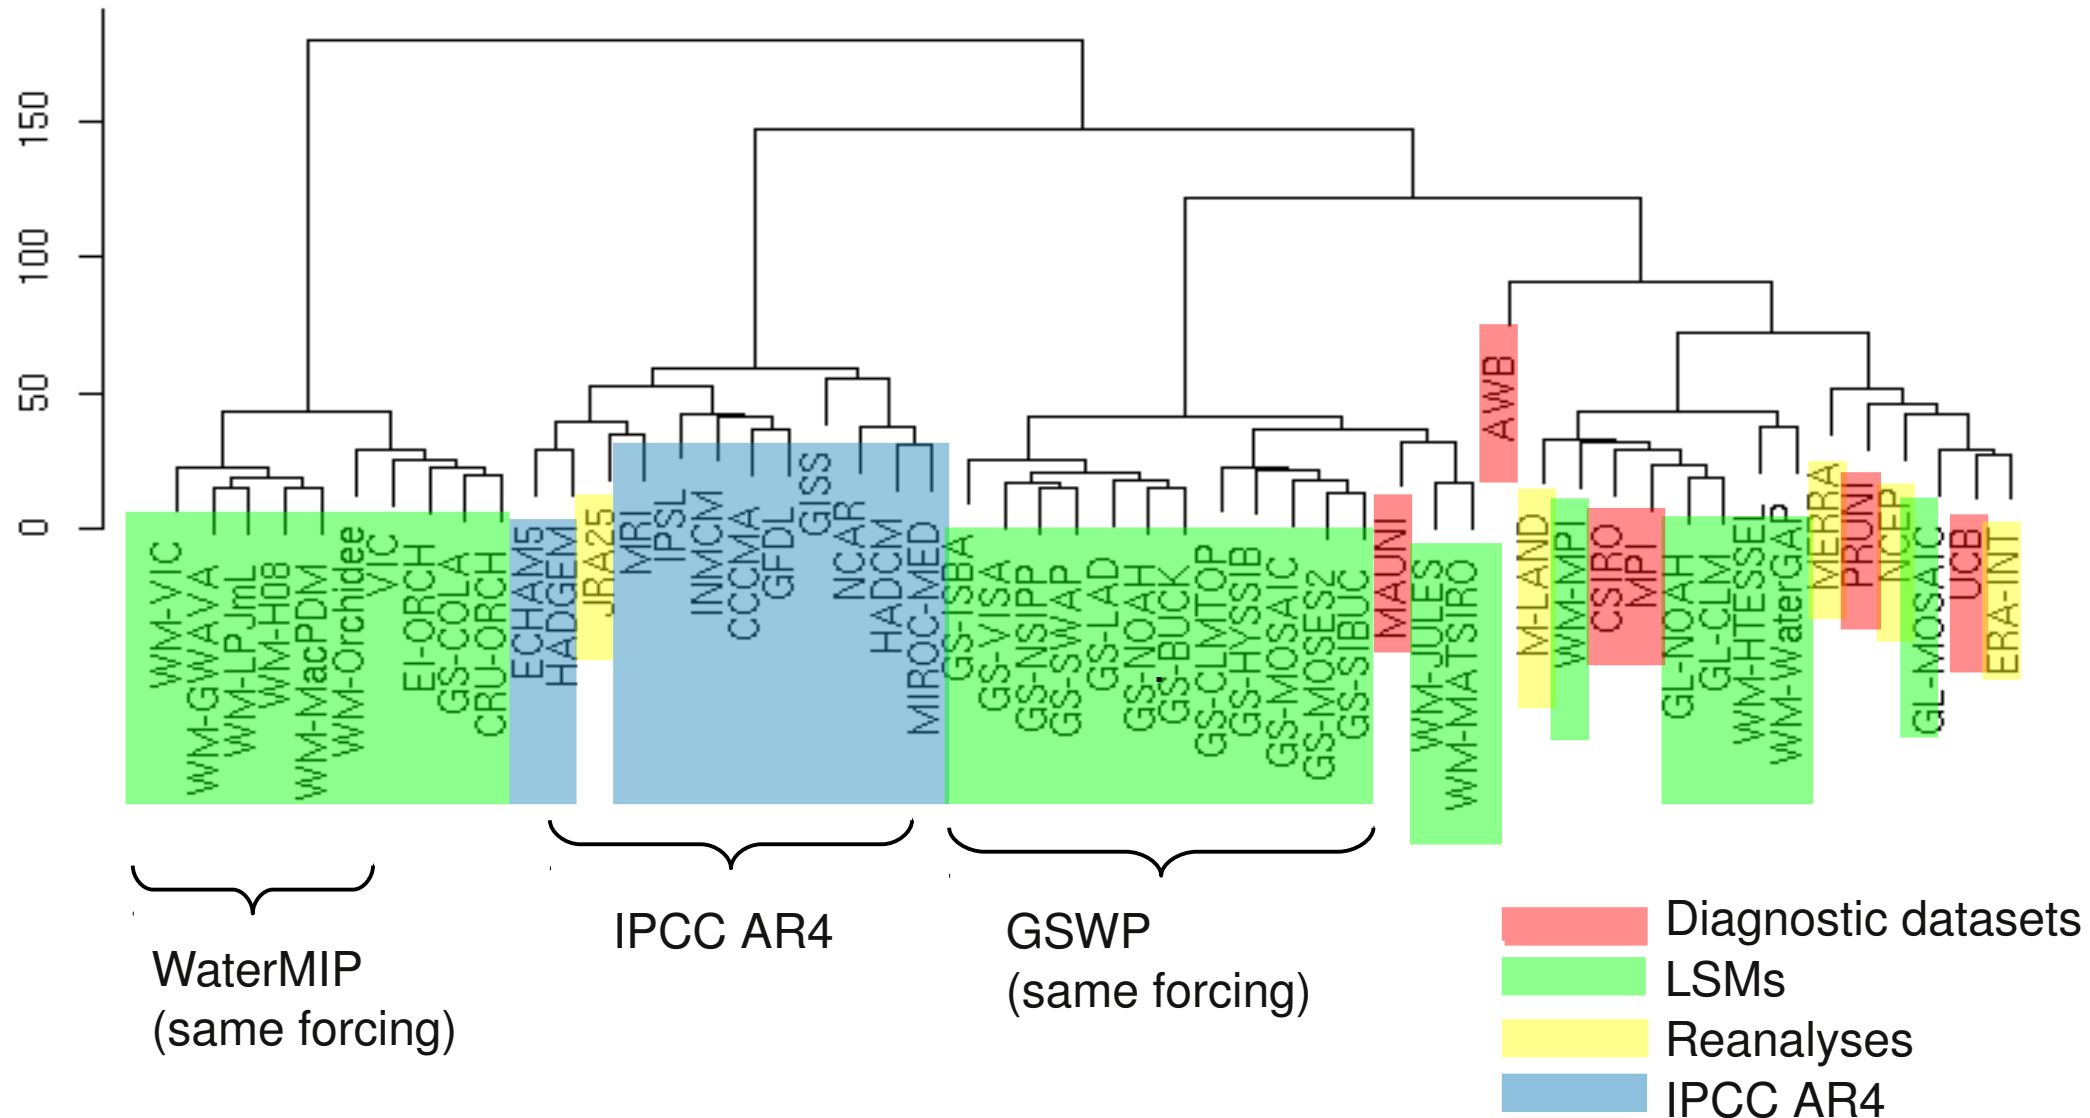 150
100
50
0
WM-VIC
WM-GWAVA
WM-LPJmL
WM-H08
WM-MacPDM
WM-Orchidee
VIC
EI-ORCH
GS-COLA
CRU-ORCH
ECHAM5
HADGEM
JRA25
MRI
IPSL
INMCM
CCCMA
GFDL
GISS
NCAR
HADCM
MIROC-MED
GS-ISBA
GS-VISA
GS-NSIPP
GS-SWAP
GS-LAD
GS-NOAH
GS-BUCK
GS-CLMTOP
GS-HYSSIB
GS-MOSAIC
GS-MOSES2
GS-SIBUC
MAUNI
WM-JULES
WM-MATSIRO
AWB
M-LAND
WM-MPI
CSIRO
MPI
GL-NOAH
GL-CLM
WM-HTESSEL
WM-WaterGAP
MERRA
PRUNI
NCEP
GL-MOSAIC
UCB
ERA-INT
WaterMIP
(same forcing)
IPCC AR4
GSWP
(same forcing)
Diagnostic datasets
LSMs
Reanalyses
IPCC AR4